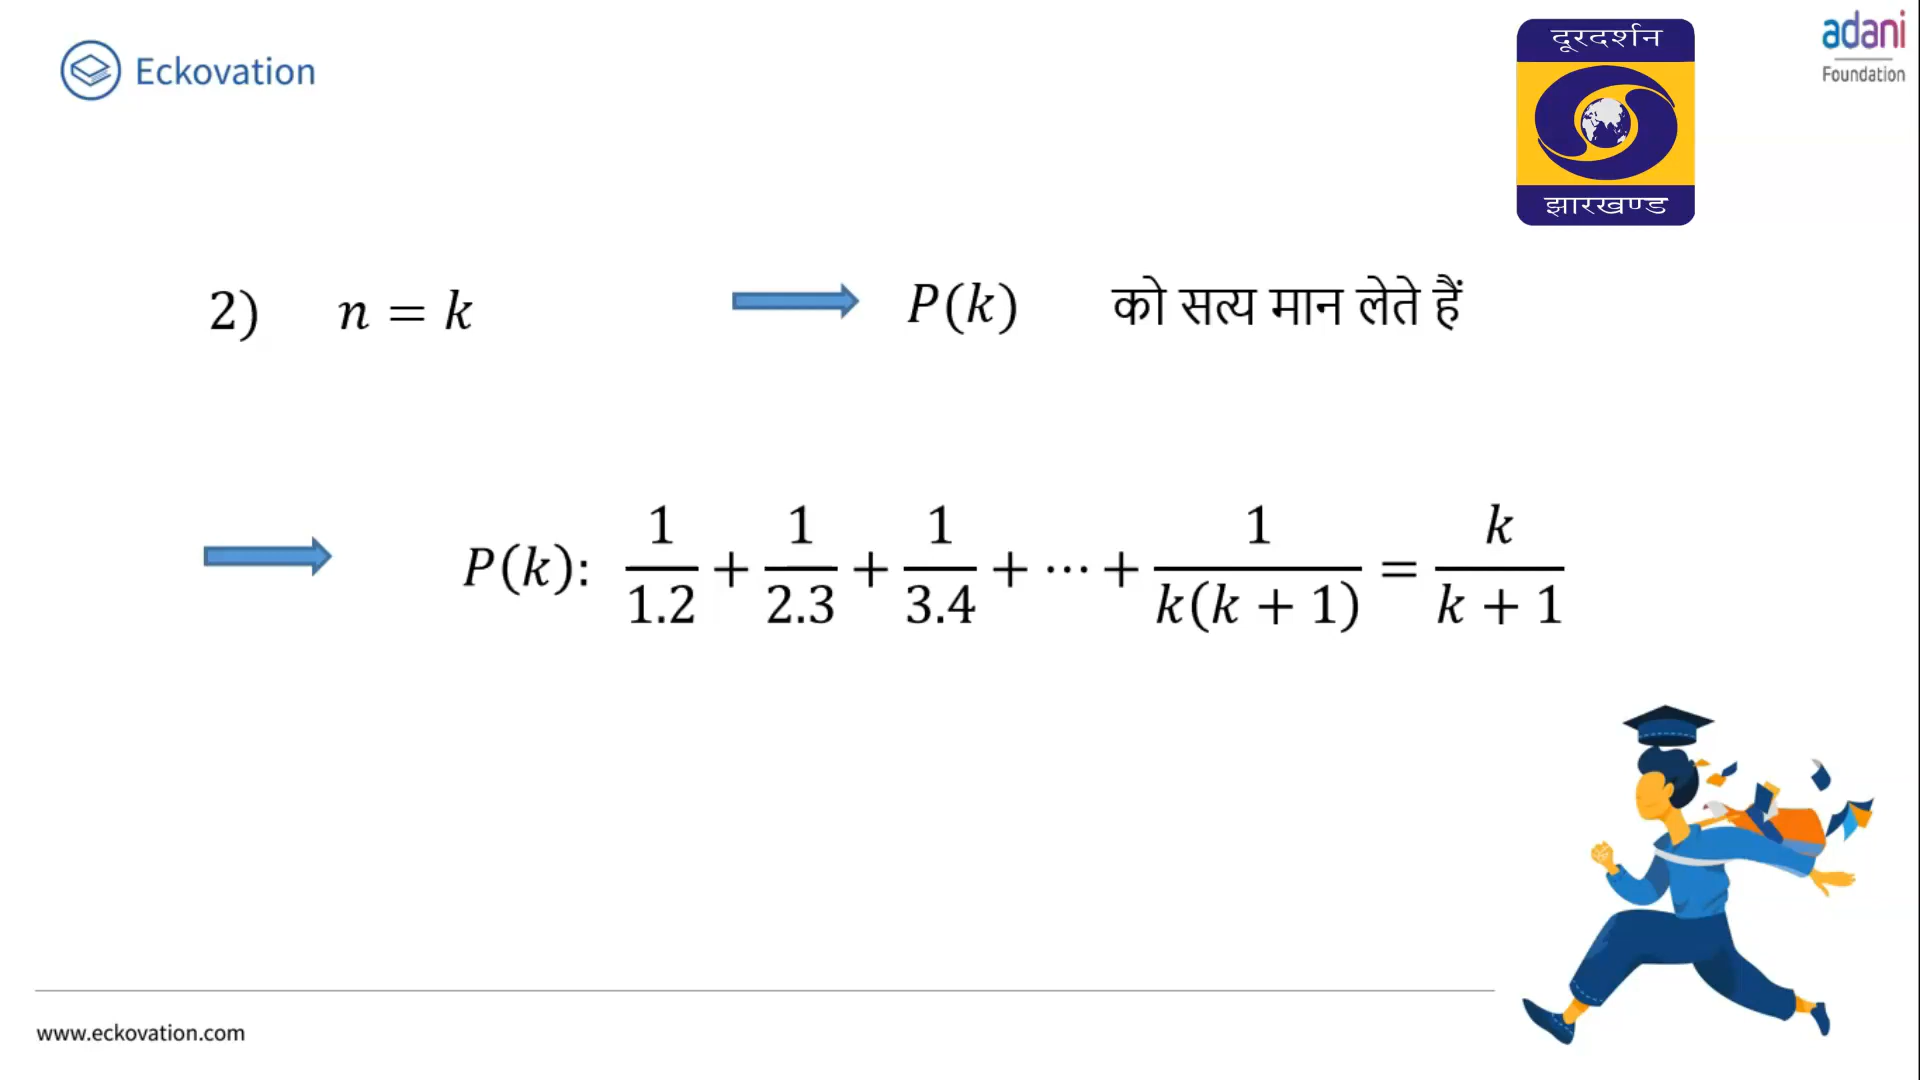 Eckovation
दूरदर्शन
झारखण्ड
adani
Foundation
2) n = k P(k) को सत्य मान लेते हैं
P(k): 1/1.2 + 1/2.3 + 1/3.4 + ⋯ + 1/k(k + 1) = k/k + 1
www.eckovation.com